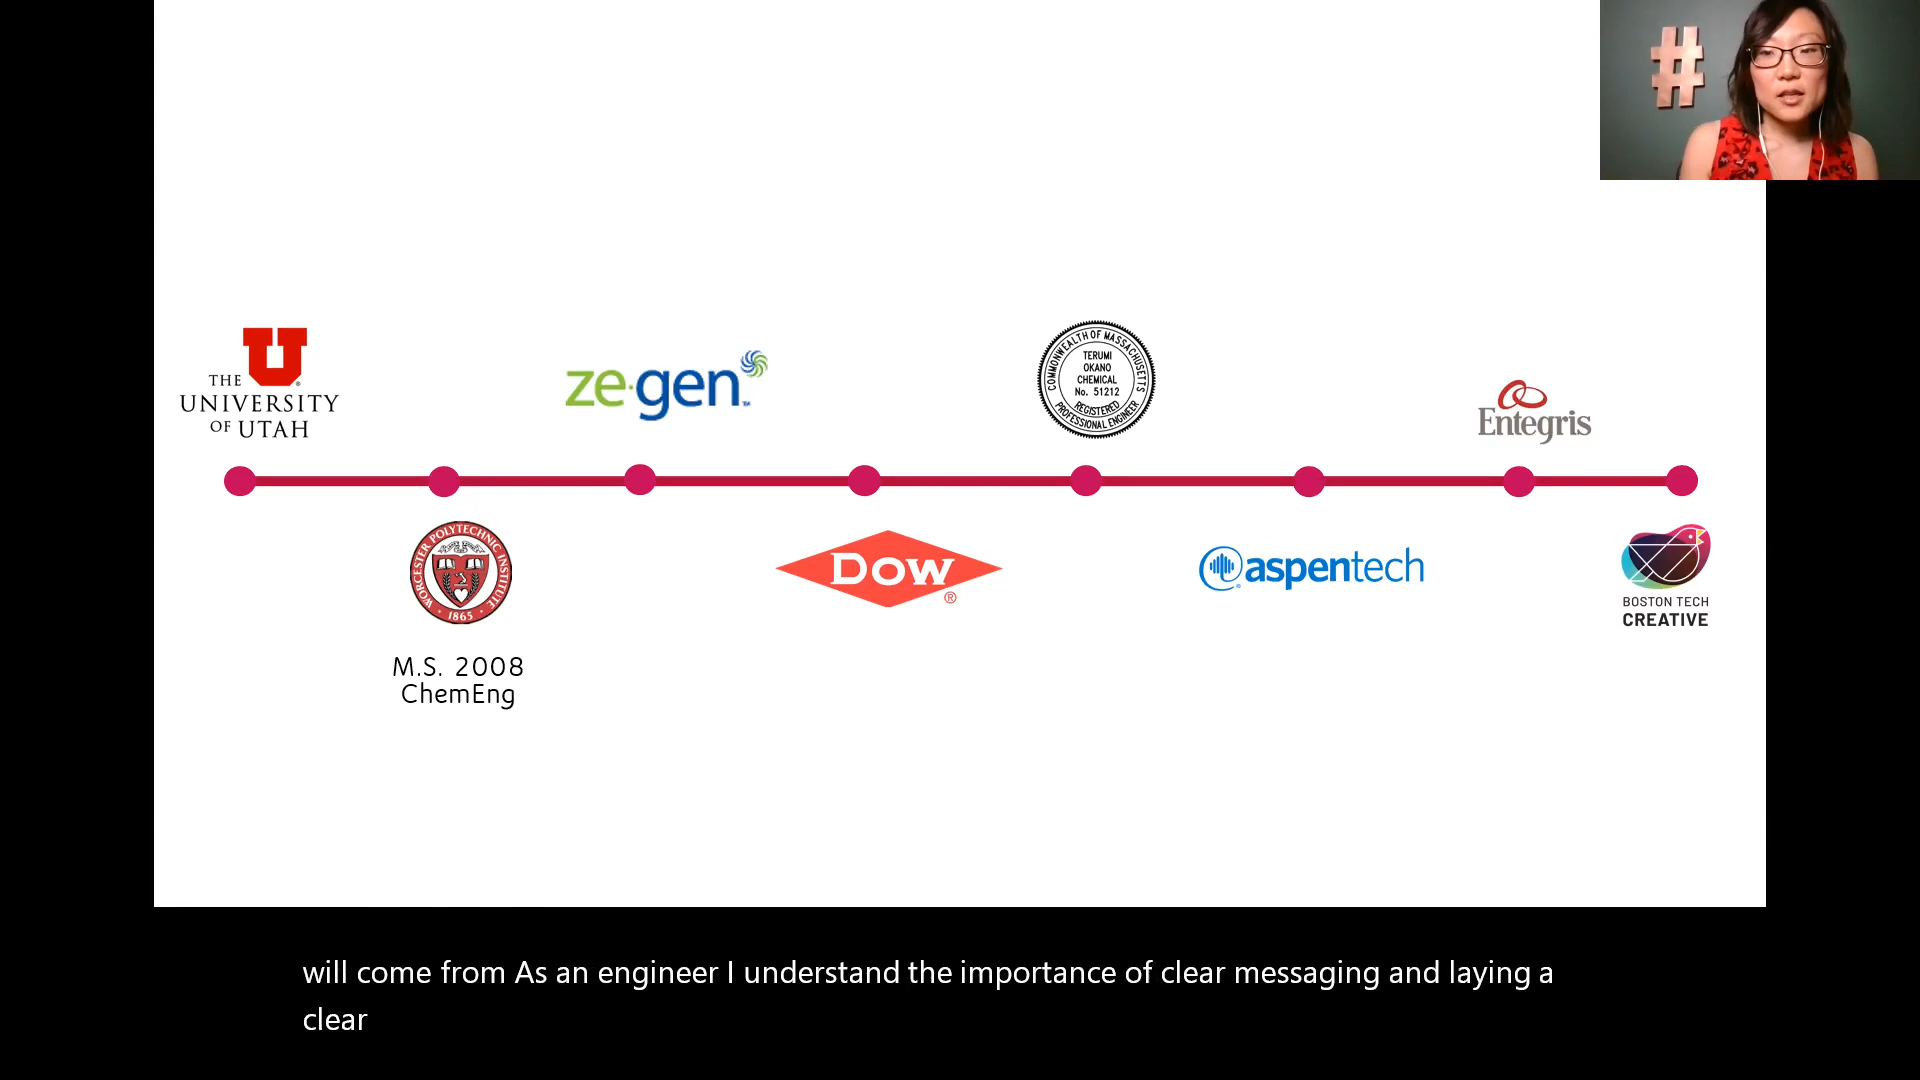 THE
UNIVERSITY
OF UTAH
ze·gen™
COMMONWEALTH OF MASSACHUSETTS
TERUMI
OKANO
CHEMICAL
No. 51212
REGISTERED
PROFESSIONAL ENGINEER
Entegris
WORCESTER POLYTECHNIC INSTITUTE
· 1865 ·
M.S. 2008
ChemEng
DOW
®
aspentech
BOSTON TECH
CREATIVE
will come from As an engineer I understand the importance of clear messaging and laying a
clear